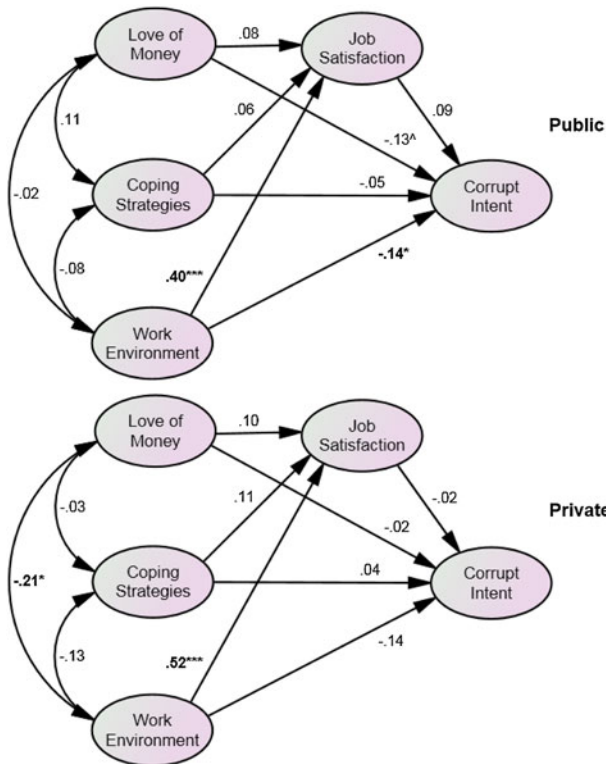 Love of
Money
.08
Job
Satisfaction
.11
.06
.09
-.13^
Public
-.02
Coping
Strategies
-.05
Corrupt
Intent
-.08
.40***
-.14*
Work
Environment
Love of
Money
.10
Job
Satisfaction
-.03
.11
-.02
-.02
Private
-.21*
Coping
Strategies
.04
Corrupt
Intent
-.13
.52***
-.14
Work
Environment